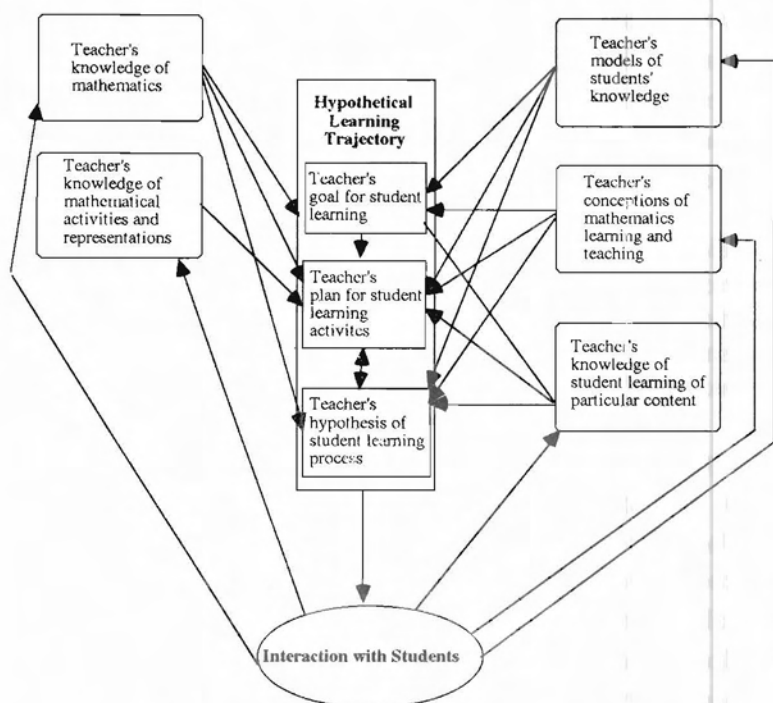 Teacher's
knowledge of
mathematics
Teacher's
knowledge of
mathematical
activities and
representations
Hypothetical
Learning
Trajectory
Teacher's
goal for student
learning
Teacher's
plan for student
learning
activites
Teacher's
hypothesis of
student learning
process
Teacher's
models of
students'
knowledge
Teacher's
conceptions of
mathematics
learning and
teaching
Teacher's
knowledge of
student learning of
particular content
Interaction with Students